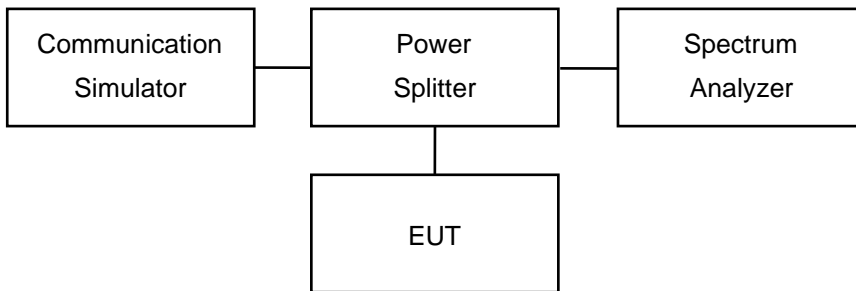 Communication
Simulator
Power
Splitter
Spectrum
Analyzer
EUT